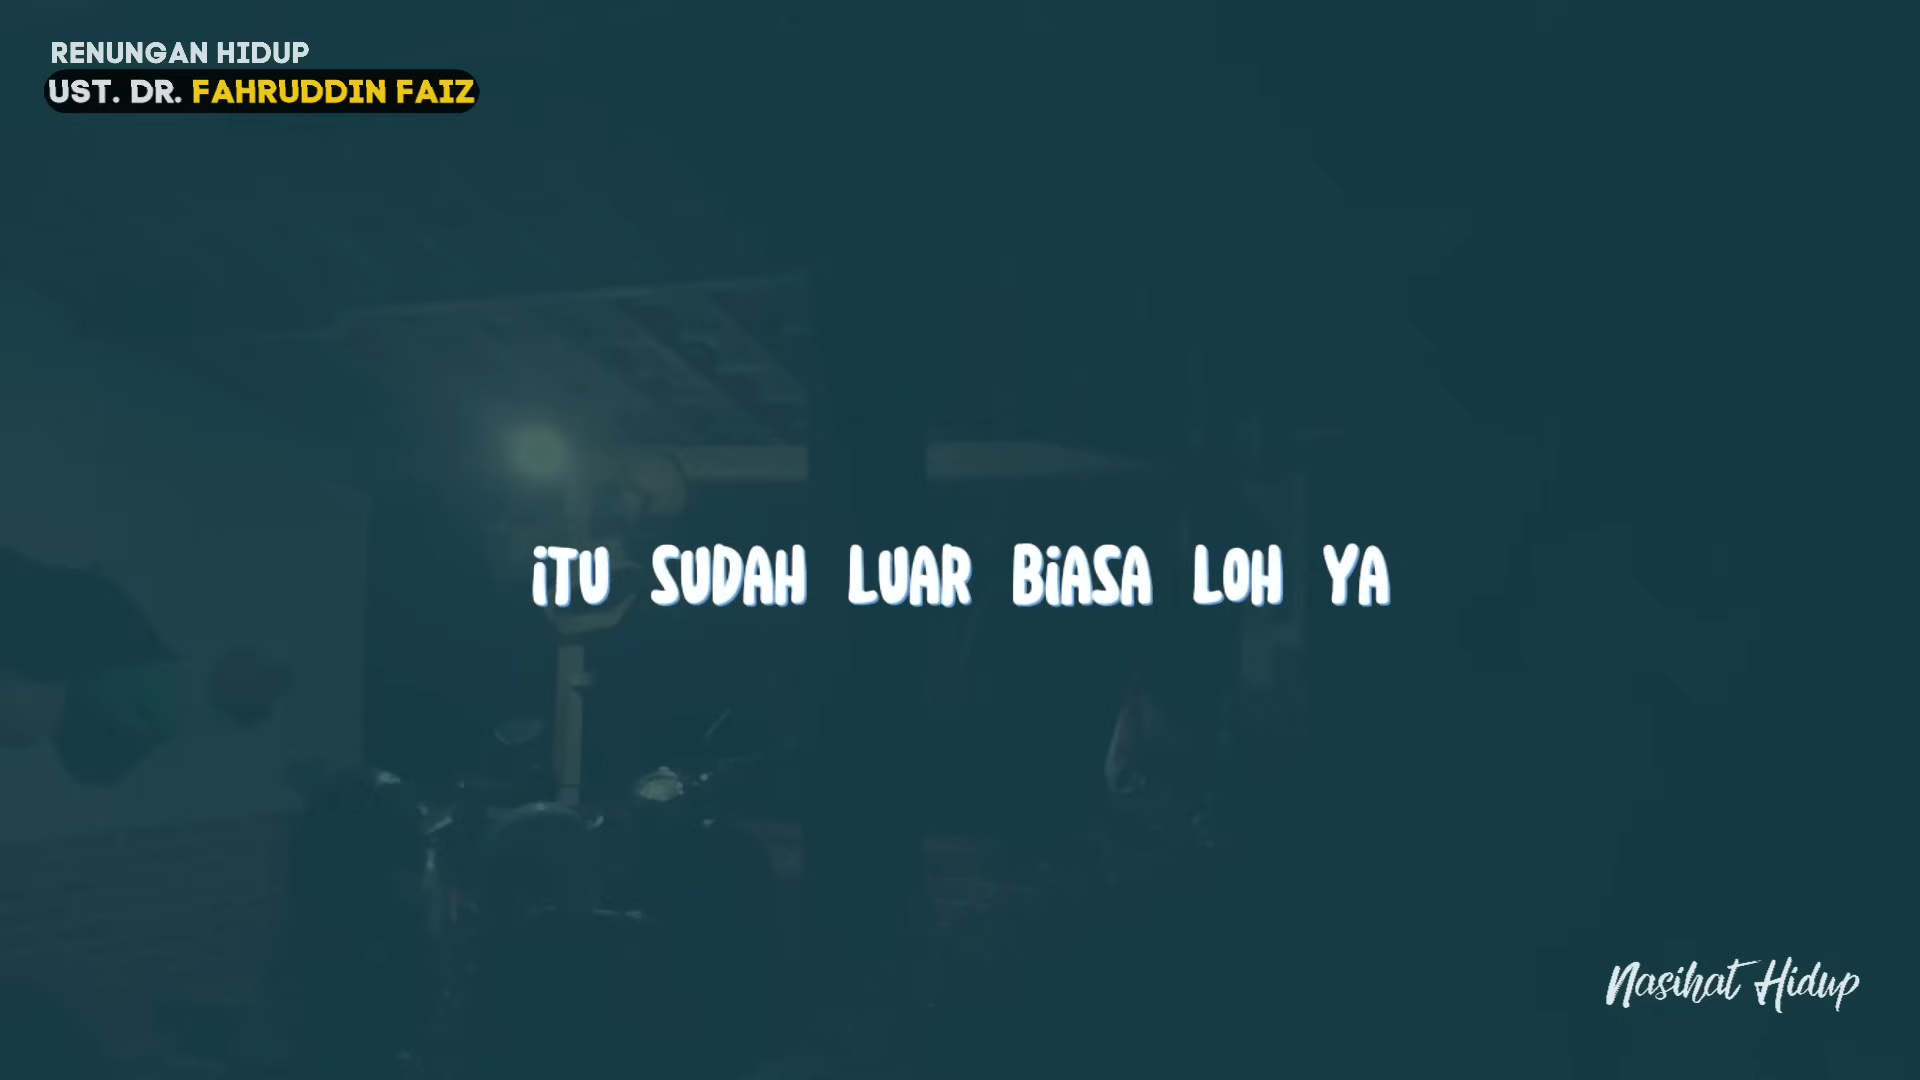 RENUNGAN HIDUP
UST. DR. FAHRUDDIN FAIZ
iTU SUDAH LUAR BiASA LOH YA
Nasihat Hidup